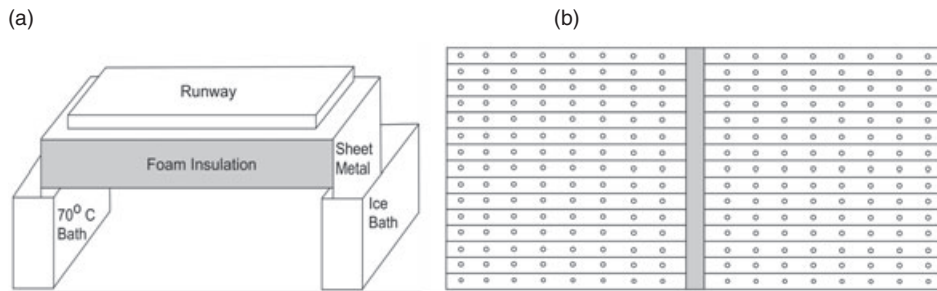 (a)
(b)
Runway
Foam Insulation
Sheet
Metal
70° C
Bath
Ice
Bath